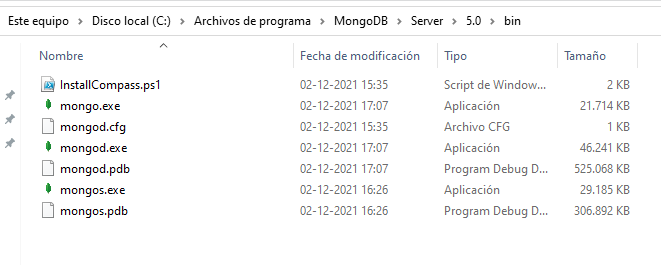 Este equipo > Disco local (C:) > Archivos de programa > MongoDB > Server > 5.0 > bin
Nombre Fecha de modificación Tipo Tamaño
InstallCompass.ps1 02-12-2021 15:35 Script de Window... 2 KB
mongo.exe 02-12-2021 17:07 Aplicación 21.714 KB
mongod.cfg 02-12-2021 15:35 Archivo CFG 1 KB
mongod.exe 02-12-2021 17:07 Aplicación 46.241 KB
mongod.pdb 02-12-2021 17:07 Program Debug D... 525.068 KB
mongos.exe 02-12-2021 16:26 Aplicación 29.185 KB
mongos.pdb 02-12-2021 16:26 Program Debug D... 306.892 KB